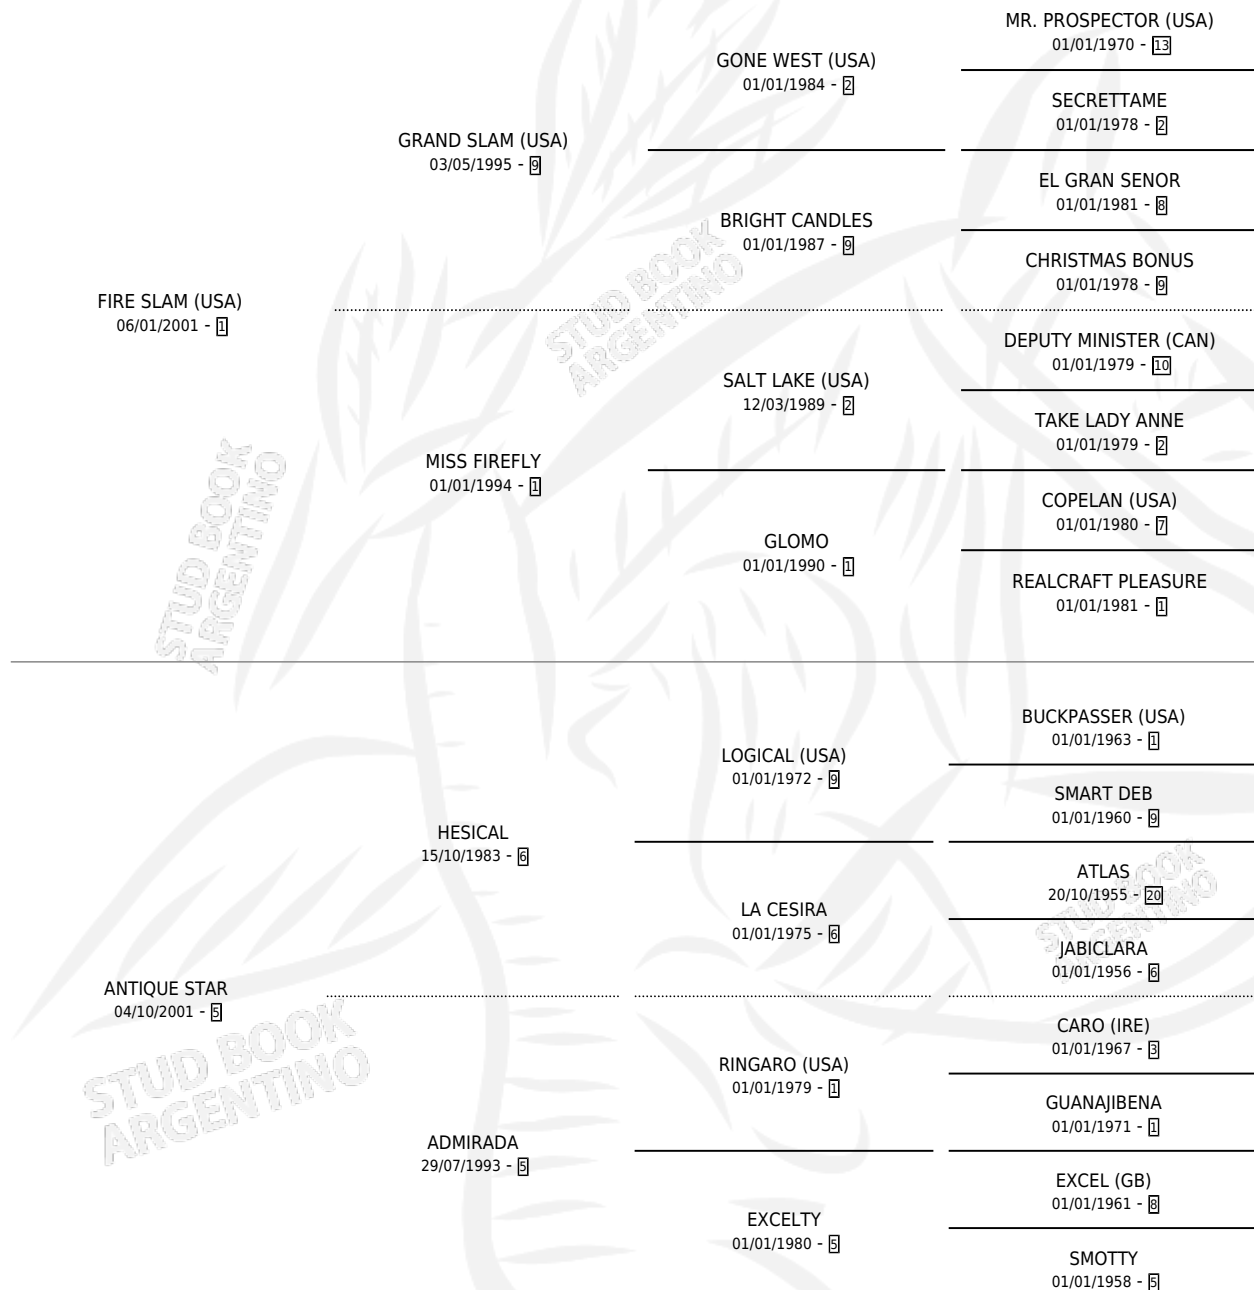 MR. PROSPECTOR (USA)
01/01/1970 - 13
GONE WEST (USA)
01/01/1984 - 2
SECRETTAME
01/01/1978 - 2
GRAND SLAM (USA)
03/05/1995 - 9
EL GRAN SENOR
01/01/1981 - 8
BRIGHT CANDLES
01/01/1987 - 9
CHRISTMAS BONUS
01/01/1978 - 9
STUD BOOK
ARGENTINO
FIRE SLAM (USA)
06/01/2001 - 1
DEPUTY MINISTER (CAN)
01/01/1979 - 10
SALT LAKE (USA)
12/03/1989 - 2
TAKE LADY ANNE
01/01/1979 - 2
MISS FIREFLY
01/01/1994 - 1
COPELAN (USA)
01/01/1980 - 7
GLOMO
01/01/1990 - 1
REALCRAFT PLEASURE
01/01/1981 - 1
STUD BOOK
ARGENTINO
BUCKPASSER (USA)
01/01/1963 - 1
LOGICAL (USA)
01/01/1972 - 9
SMART DEB
01/01/1960 - 9
HESICAL
15/10/1983 - 6
ATLAS
20/10/1955 - 20
LA CESIRA
01/01/1975 - 6
JABICLARA
01/01/1956 - 6
STUD BOOK
ARGENTINO
ANTIQUE STAR
04/10/2001 - 5
CARO (IRE)
01/01/1967 - 3
RINGARO (USA)
01/01/1979 - 1
GUANAJIBENA
01/01/1971 - 1
STUD BOOK
ARGENTINO
ADMIRADA
29/07/1993 - 5
EXCEL (GB)
01/01/1961 - 8
EXCELTY
01/01/1980 - 5
SMOTTY
01/01/1958 - 5